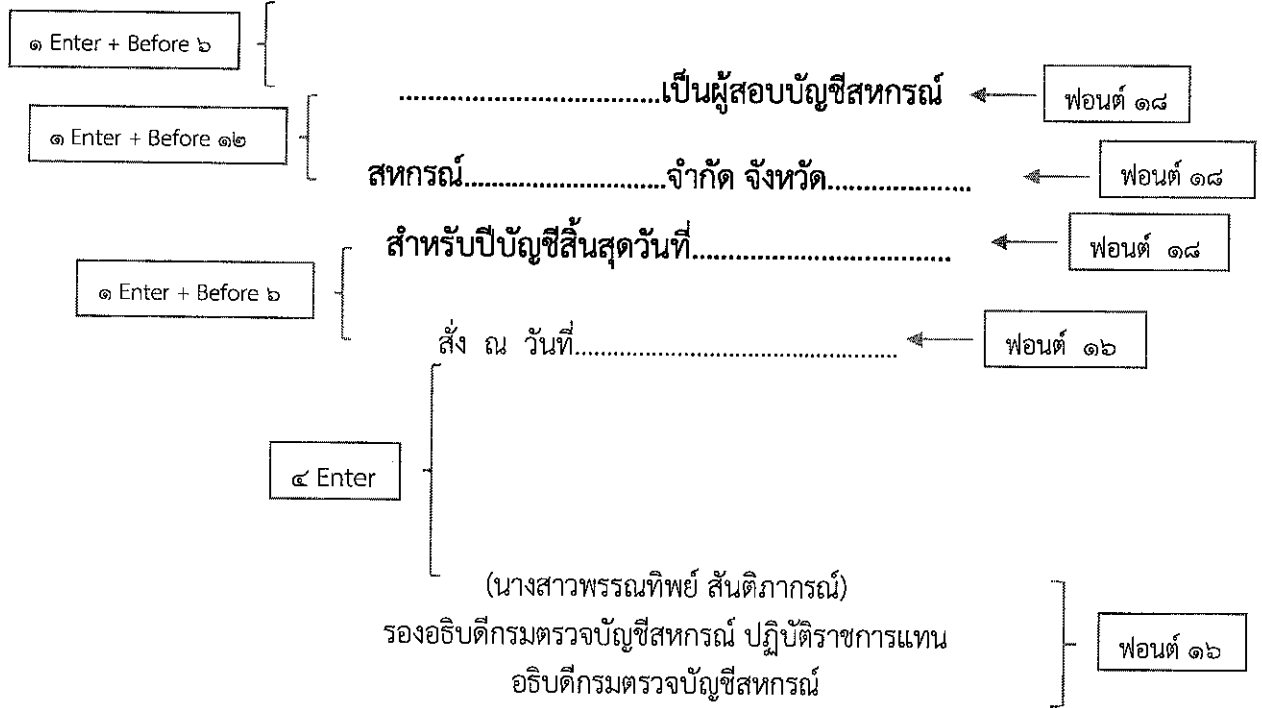 ๑ Enter + Before ๖
....................................เป็นผู้สอบบัญชีสหกรณ์
ฟอนต์ ๑๘
๑ Enter + Before ๑๒
สหกรณ์............................จำกัด จังหวัด....................
ฟอนต์ ๑๘
สำหรับปีบัญชีสิ้นสุดวันที่....................................
ฟอนต์ ๑๘
๑ Enter + Before ๖
สั่ง ณ วันที่....................................................
ฟอนต์ ๑๖
๔ Enter
(นางสาวพรรณทิพย์ สันติภากรณ์)
รองอธิบดีกรมตรวจบัญชีสหกรณ์ ปฏิบัติราชการแทน
อธิบดีกรมตรวจบัญชีสหกรณ์
ฟอนต์ ๑๖